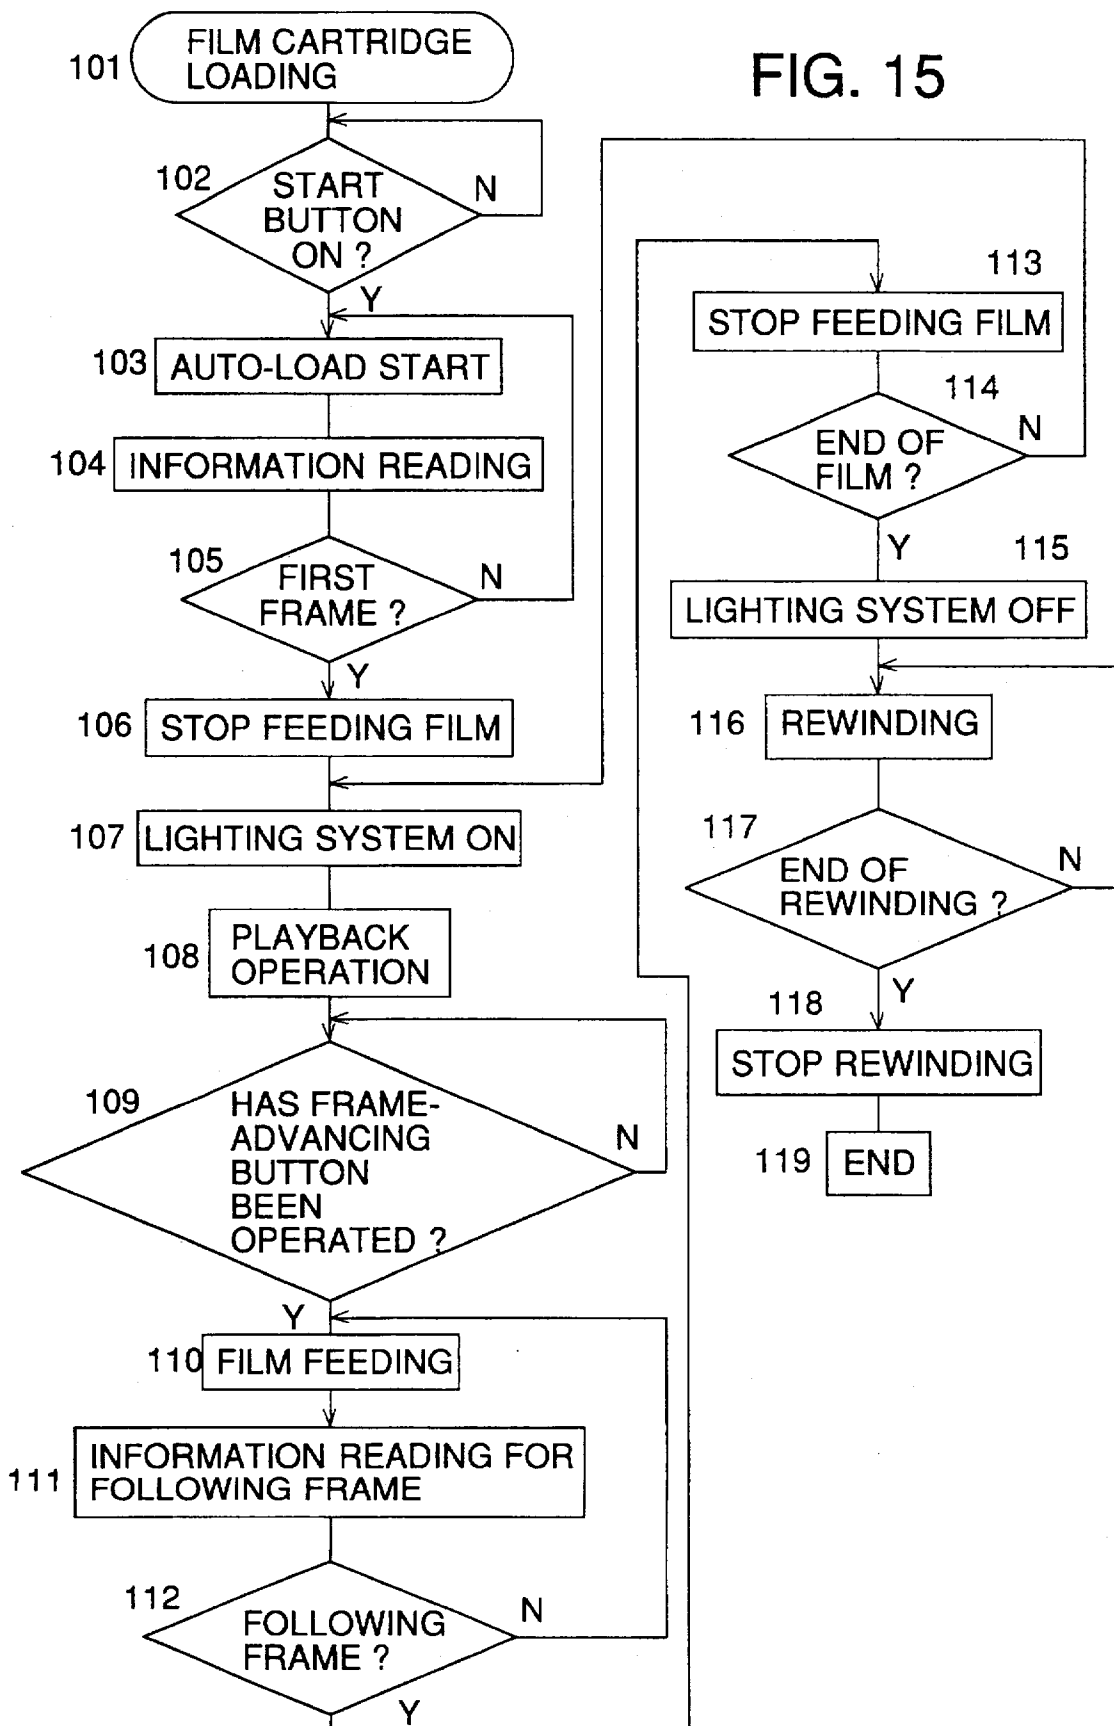 FIG. 15
101
FILM CARTRIDGE
LOADING
102
START
BUTTON
ON ?
N
Y
103
AUTO-LOAD START
104
INFORMATION READING
105
FIRST
FRAME ?
N
Y
106
STOP FEEDING FILM
107
LIGHTING SYSTEM ON
108
PLAYBACK
OPERATION
109
HAS FRAME-
ADVANCING
BUTTON
BEEN
OPERATED ?
N
Y
110
FILM FEEDING
111
INFORMATION READING FOR
FOLLOWING FRAME
112
FOLLOWING
FRAME ?
N
Y
113
STOP FEEDING FILM
114
END OF
FILM ?
N
Y
115
LIGHTING SYSTEM OFF
116
REWINDING
117
END OF
REWINDING ?
N
Y
118
STOP REWINDING
119
END